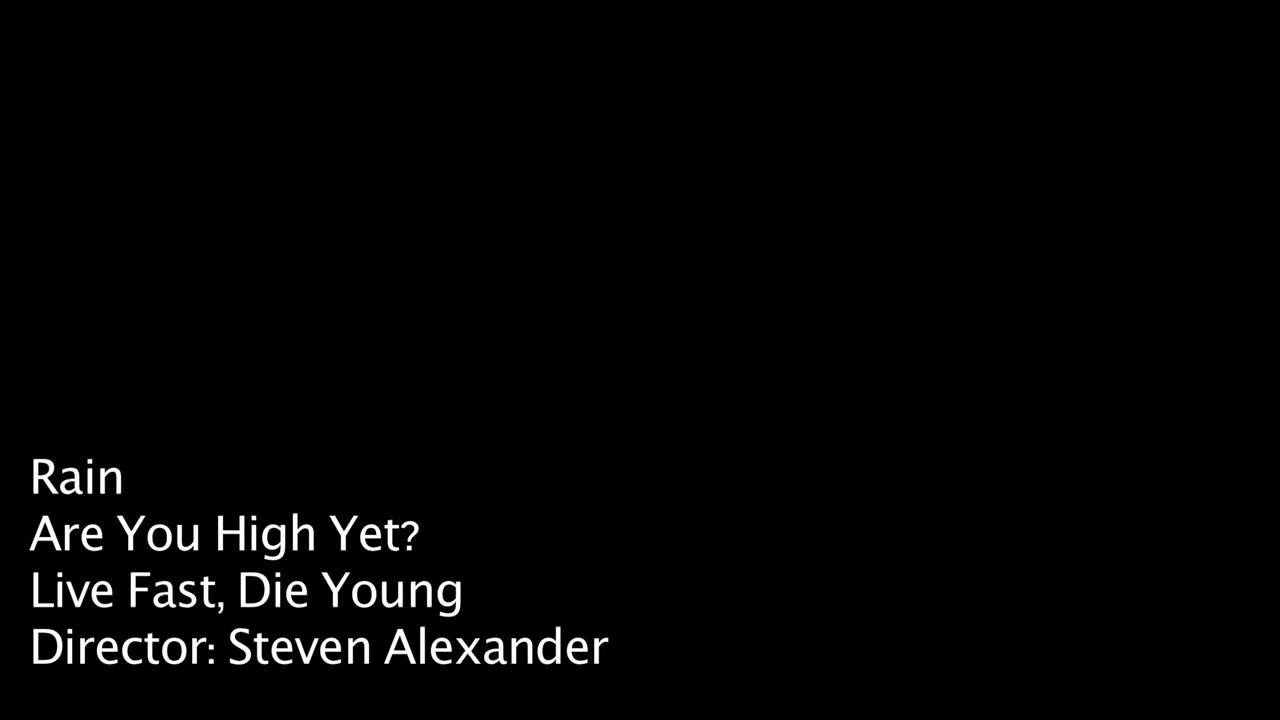 Rain
Are You High Yet?
Live Fast, Die Young
Director: Steven Alexander